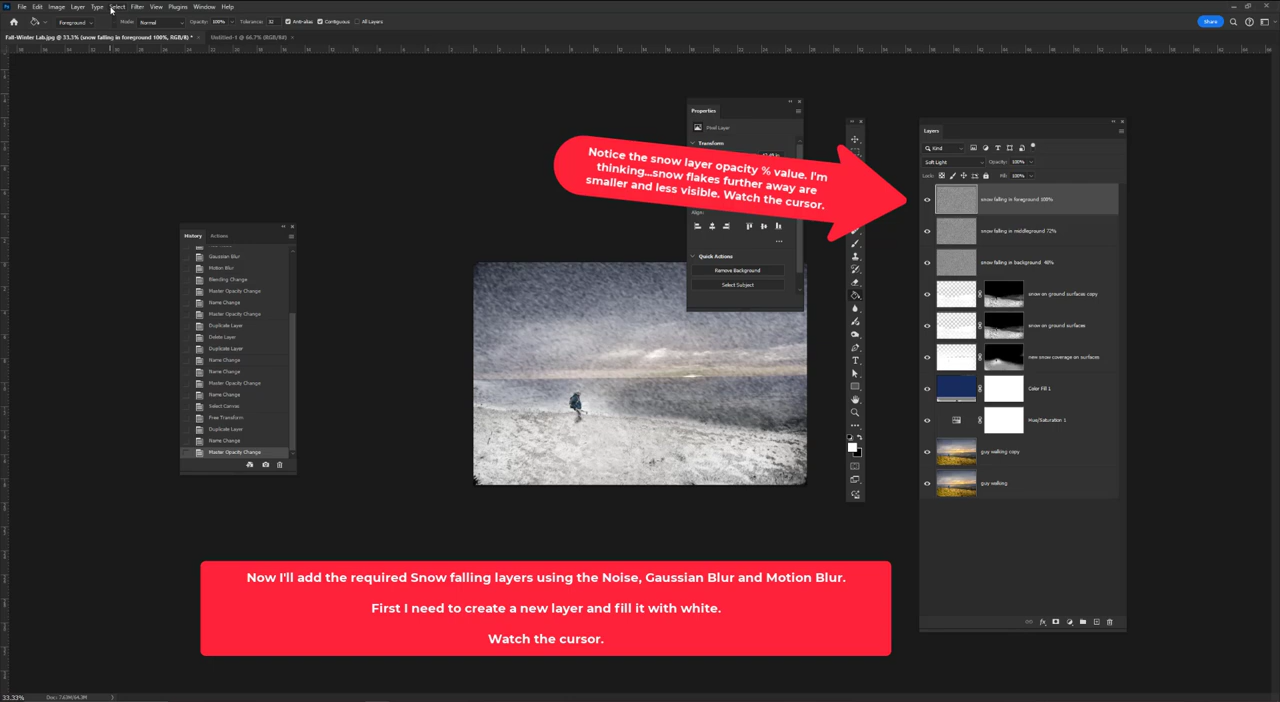 File Edit Image Layer Type Select Filter View Plugins Window Help
Foreground Mode: Normal Opacity: 100% Tolerance: 32 Anti-alias Contiguous All Layers
Share
Fall-Winter Lab.jpg @ 33.3% (snow falling in foreground 100%, RGB/8) * × Untitled-1 @ 66.7% (RGB/8#) ×
Properties
Pixel Layer
Transform
Notice the snow layer opacity % value. I'm
thinking...snow flakes further away are
smaller and less visible. Watch the cursor.
Align:
Quick Actions
Remove Background
Select Subject
Layers
Kind
Soft Light Opacity: 100%
Lock: Fill: 100%
snow falling in foreground 100%
snow falling in middleground 72%
snow falling in background 48%
snow on ground surfaces copy
snow on ground surfaces
new snow coverage on surfaces
Color Fill 1
Hue/Saturation 1
guy walking copy
guy walking
History Actions
Gaussian Blur
Motion Blur
Blending Change
Master Opacity Change
Name Change
Master Opacity Change
Duplicate Layer
Delete Layer
Duplicate Layer
Name Change
Name Change
Master Opacity Change
Name Change
Select Canvas
Free Transform
Duplicate Layer
Name Change
Master Opacity Change
Now I'll add the required Snow falling layers using the Noise, Gaussian Blur and Motion Blur.
First I need to create a new layer and fill it with white.
Watch the cursor.
33.33% Doc: 7.63M/64.3M